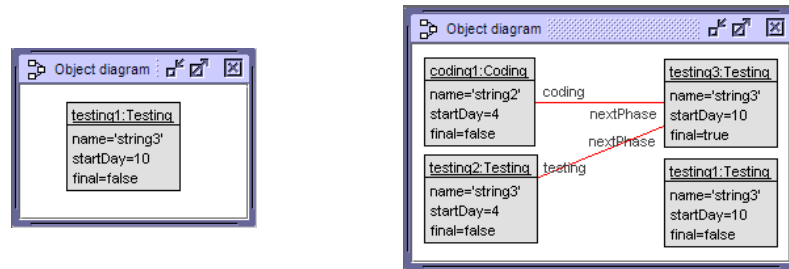 Object diagram
testing1:Testing
name='string3'
startDay=10
final=false
Object diagram
coding1:Coding
name='string2'
startDay=4
final=false
coding
nextPhase
testing3:Testing
name='string3'
startDay=10
final=true
nextPhase
testing
testing2:Testing
name='string3'
startDay=4
final=false
testing1:Testing
name='string3'
startDay=10
final=false